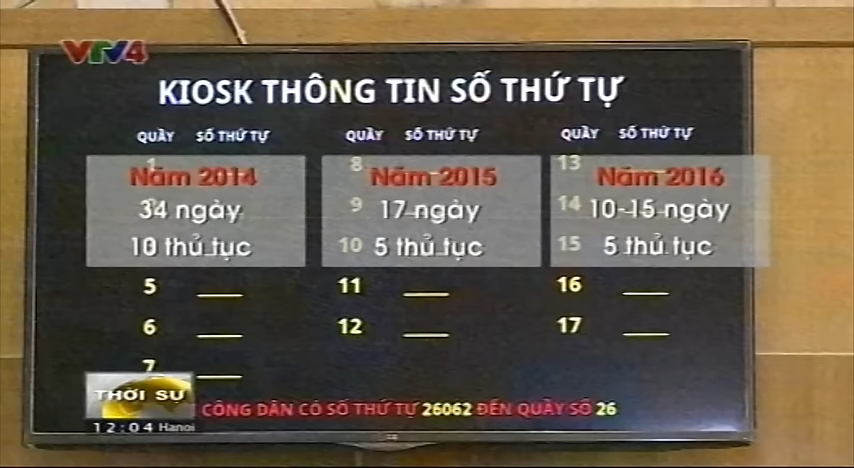 VTV4
KIOSK THÔNG TIN SỐ THỨ TỰ
QUẦY SỐ THỨ TỰ QUẦY SỐ THỨ TỰ QUẦY SỐ THỨ TỰ
1 8 13
Năm 2014 Năm 2015 Năm 2016
9 14
34 ngày 17 ngày 10-15 ngày
10 15
10 thủ tục 5 thủ tục 5 thủ tục
5 11 16
6 12 17
7
THỜI SỰ
CÔNG DÂN CÓ SỐ THỨ TỰ 26062 ĐẾN QUẦY SỐ 26
12:04 Hanoi